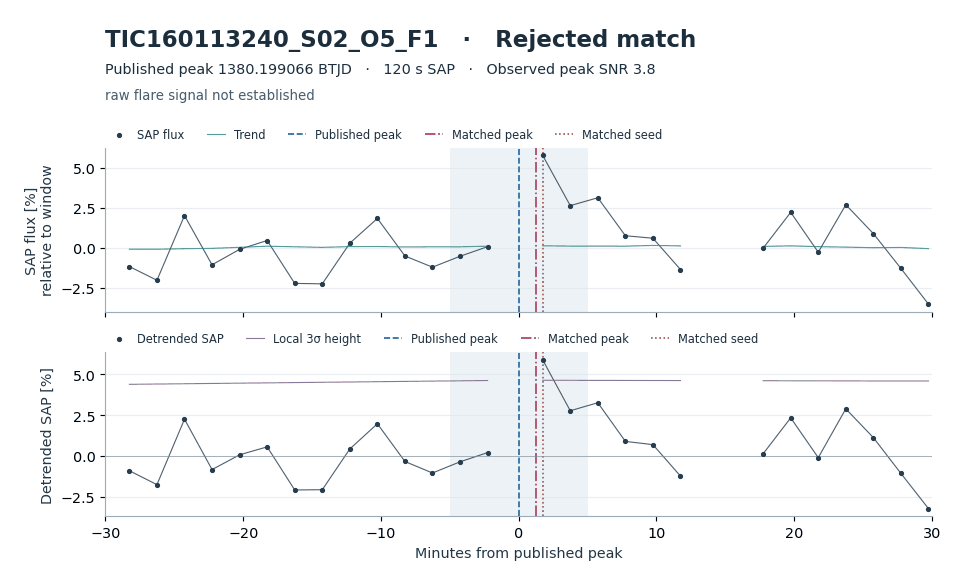 TIC160113240_S02_O5_F1 · Rejected match
Published peak 1380.199066 BTJD · 120 s SAP · Observed peak SNR 3.8
raw flare signal not established
SAP flux Trend Published peak Matched peak Matched seed
SAP flux [%]
relative to window
5.0
2.5
0.0
−2.5
Detrended SAP Local 3σ height Published peak Matched peak Matched seed
Detrended SAP [%]
5.0
2.5
0.0
−2.5
−30 −20 −10 0 10 20 30
Minutes from published peak